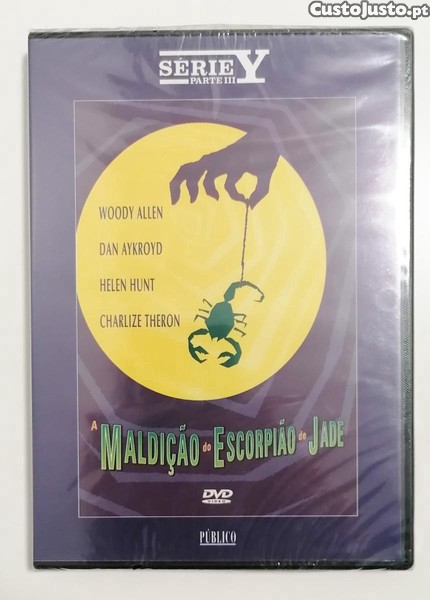 CustoJusto.pt
SÉRIE Y
PARTE III
WOODY ALLEN
DAN AYKROYD
HELEN HUNT
CHARLIZE THERON
A MALDIÇÃO do ESCORPIÃO de JADE
DVD
VIDEO
PÚBLICO